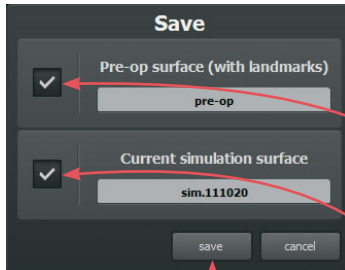 Save
Pre-op surface (with landmarks)
pre-op
Current simulation surface
sim.111020
save cancel